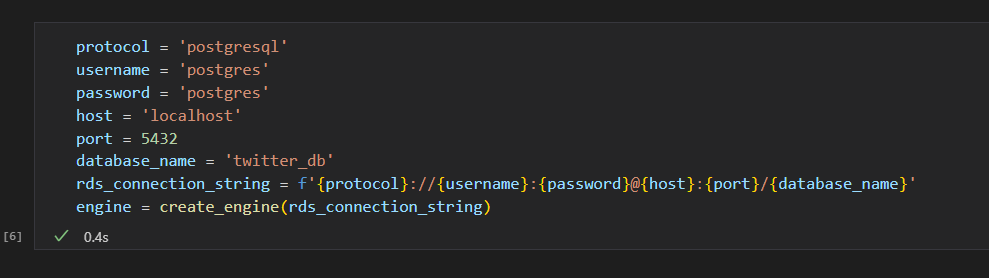 protocol = 'postgresql'
username = 'postgres'
password = 'postgres'
host = 'localhost'
port = 5432
database_name = 'twitter_db'
rds_connection_string = f'{protocol}://{username}:{password}@{host}:{port}/{database_name}'
engine = create_engine(rds_connection_string)
[6] ✓ 0.4s